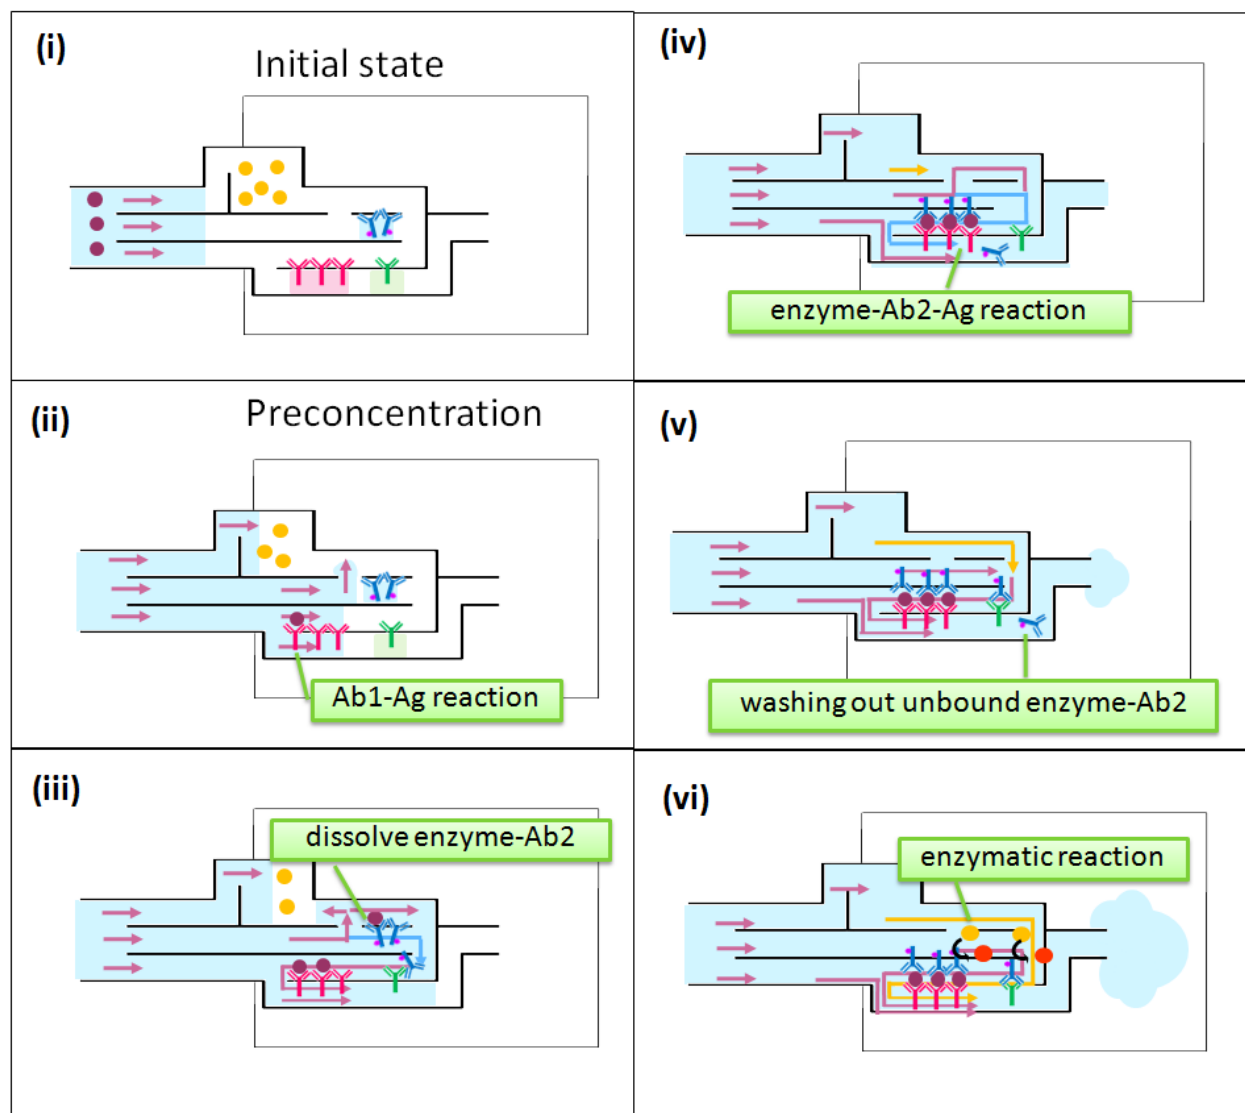 (i)
Initial state
(ii)
Preconcentration
Ab1-Ag reaction
(iii)
dissolve enzyme-Ab2
(iv)
enzyme-Ab2-Ag reaction
(v)
washing out unbound enzyme-Ab2
(vi)
enzymatic reaction